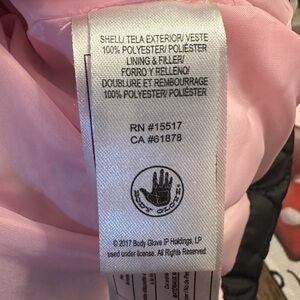 SHELL/ TELA EXTERIOR/ VESTE
100% POLYESTER/ POLIÉSTER
LINING & FILLER/
FORRO Y RELLENO/
DOUBLURE ET REMBOURRAGE
100% POLYESTER/ POLIÉSTER
RN #15517
CA #61878
BODY GLOVE
© 2017 Body Glove IP Holdings, LP
used under license. All Rights Reserved.